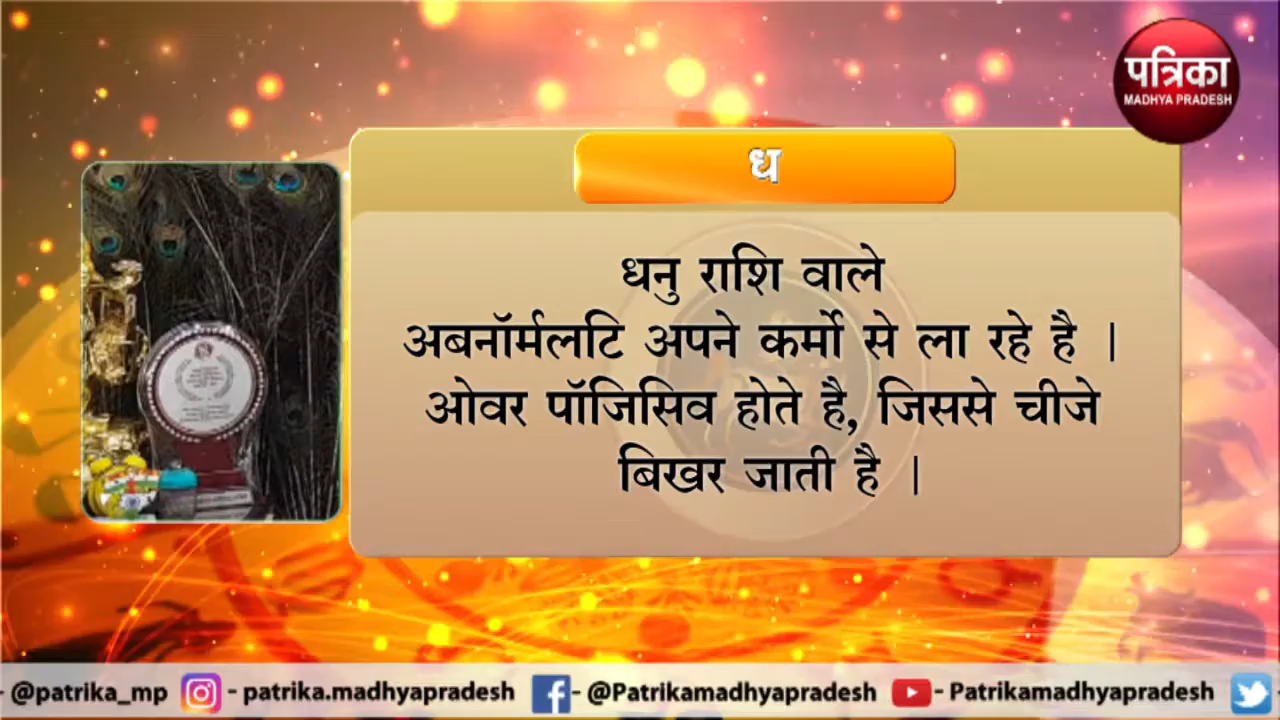 पत्रिका
MADHYA PRADESH
ध
धनु राशि वाले
अबनॉर्मलटि अपने कर्मो से ला रहे है |
ओवर पॉजिसिव होते है, जिससे चीजे
बिखर जाती है |
- @patrika_mp - patrika.madhyapradesh - @Patrikamadhyapradesh - Patrikamadhyapradesh -